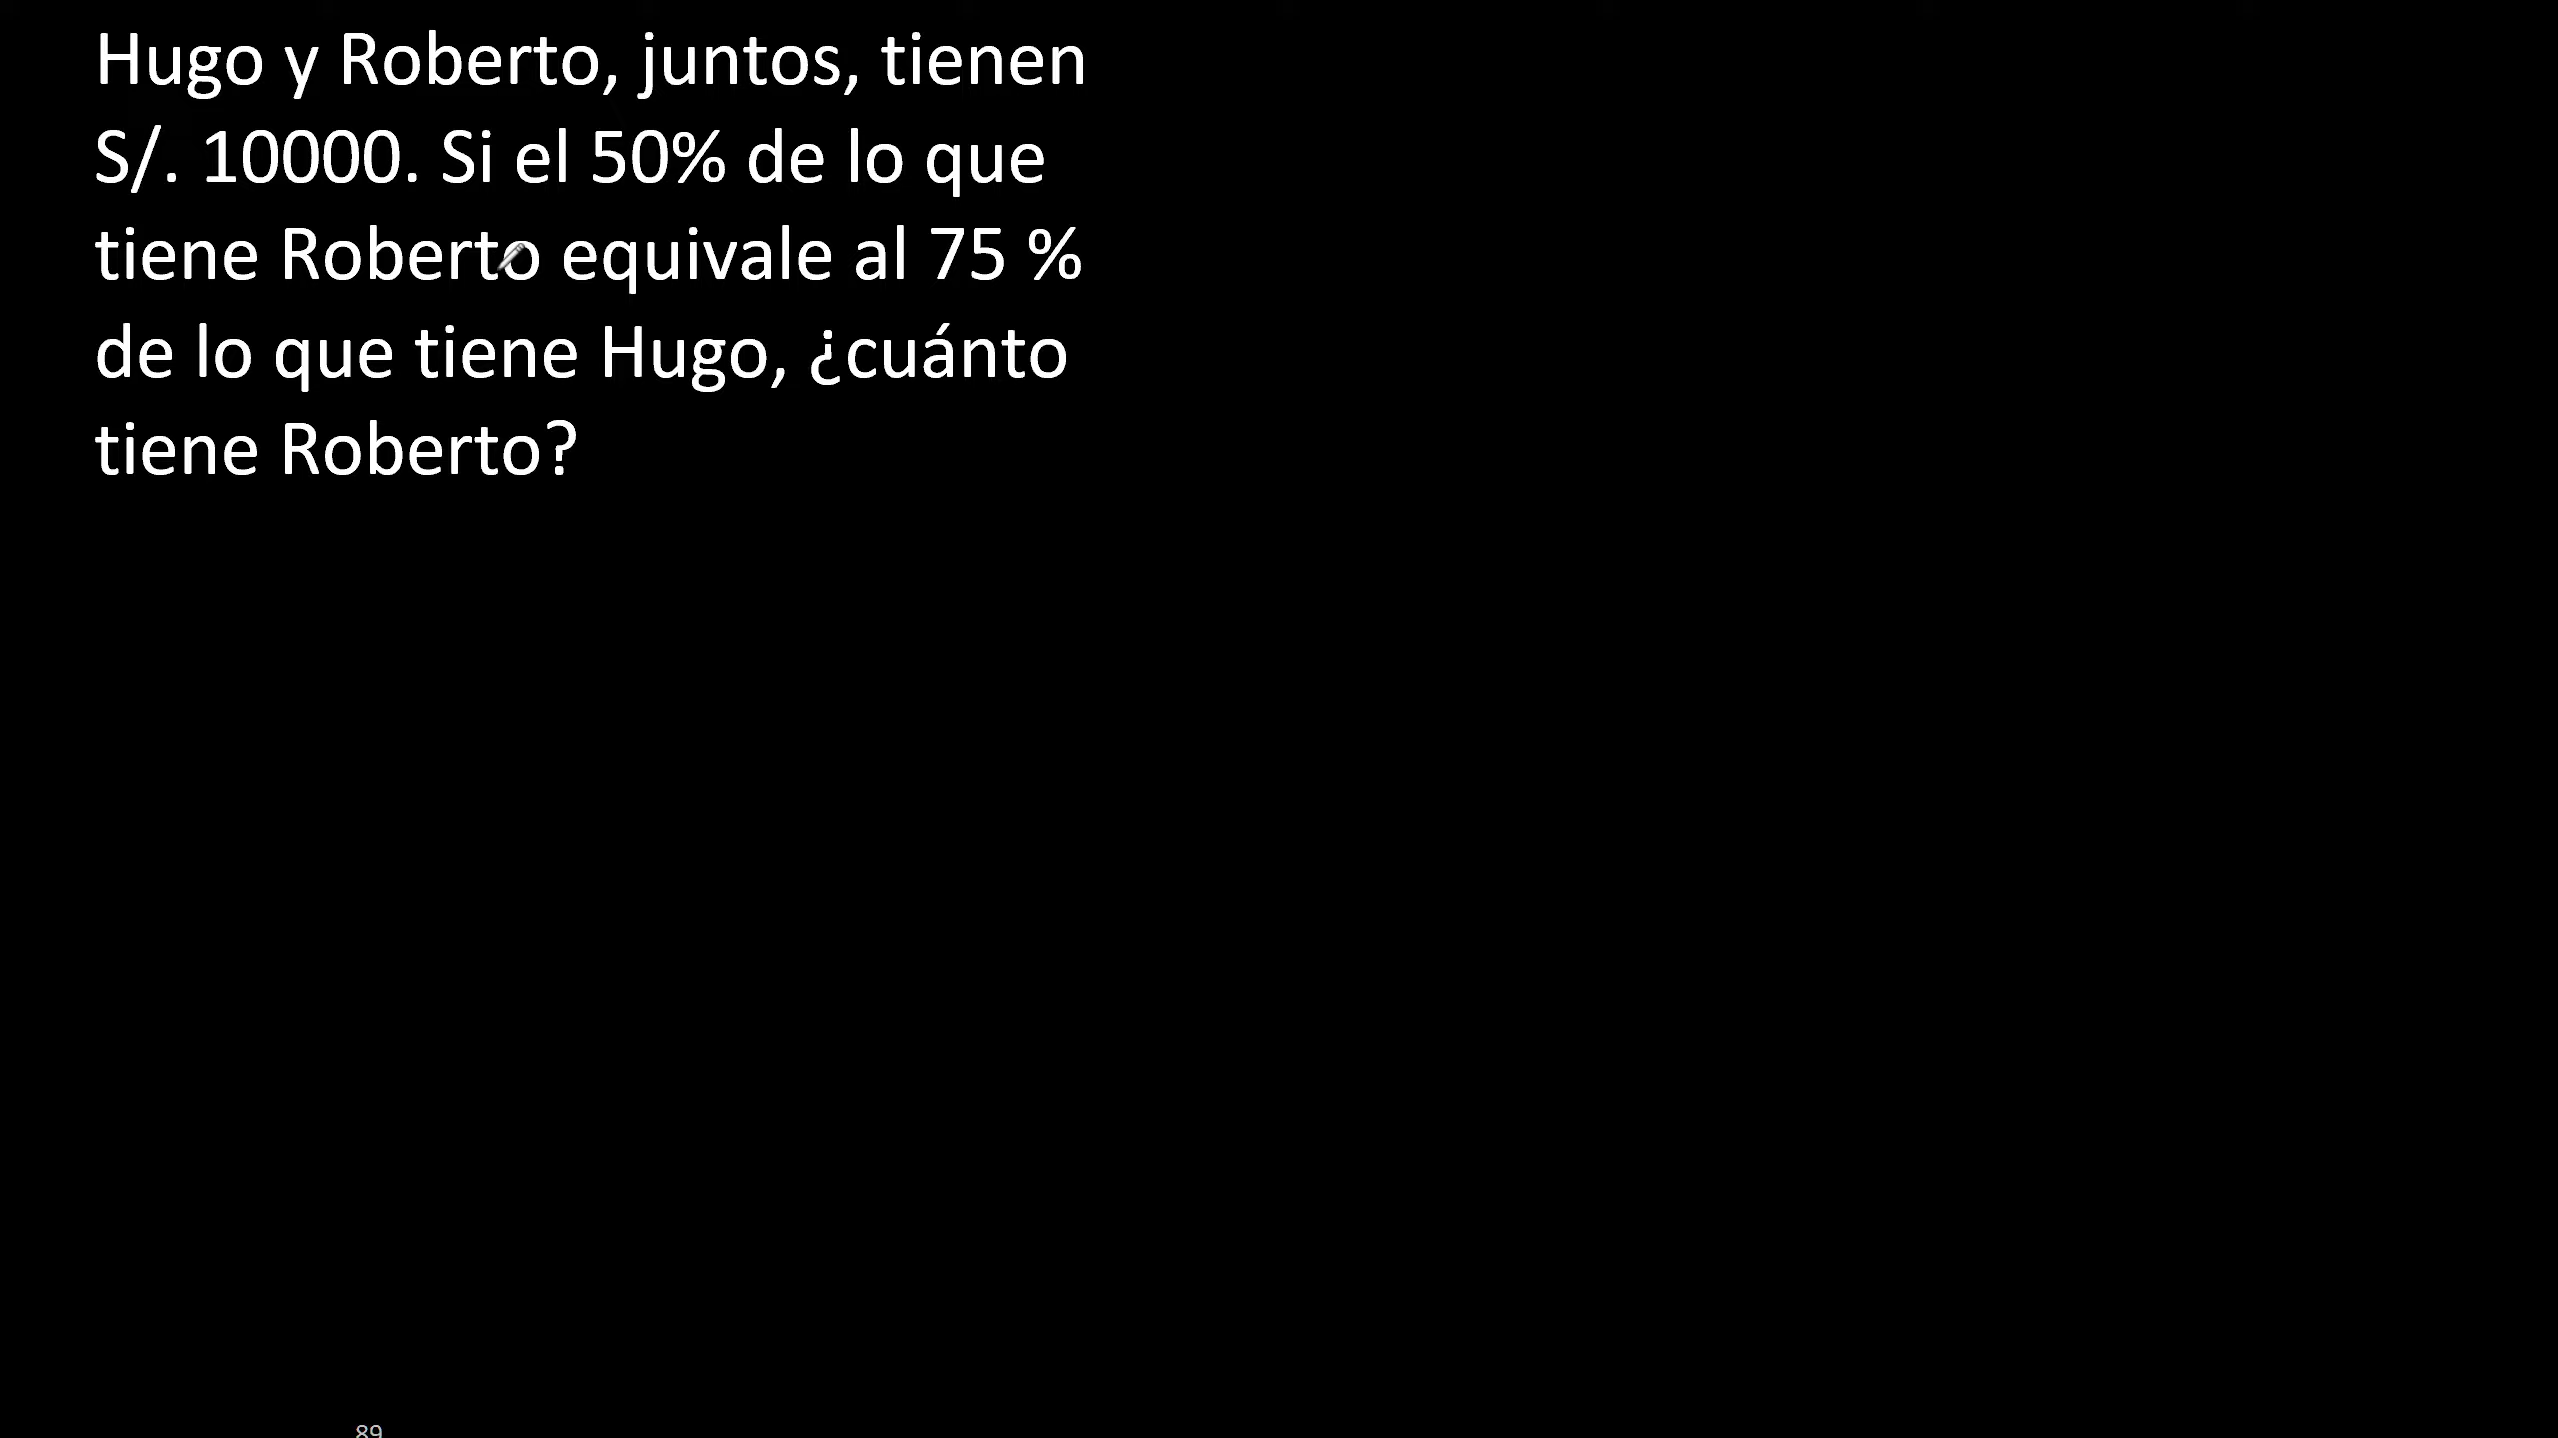 Hugo y Roberto, juntos, tienen
S/. 10000. Si el 50% de lo que
tiene Roberto equivale al 75 %
de lo que tiene Hugo, ¿cuánto
tiene Roberto?
89